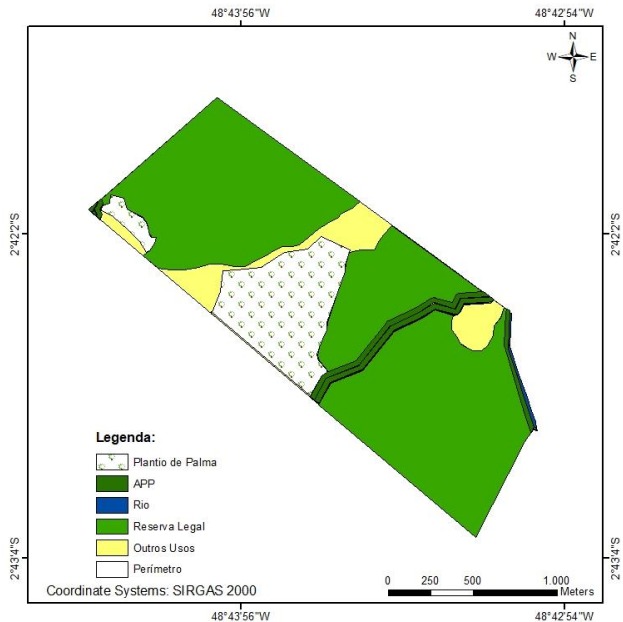 48°43'56"W 48°42'54"W
N
W E
S
2°42'2"S 2°42'2"S
Legenda:
Plantio de Palma
APP
Rio
Reserva Legal
Outros Usos
Perímetro
2°43'4"S 2°43'4"S
0 250 500 1.000
Meters
Coordinate Systems: SIRGAS 2000
48°43'56"W 48°42'54"W